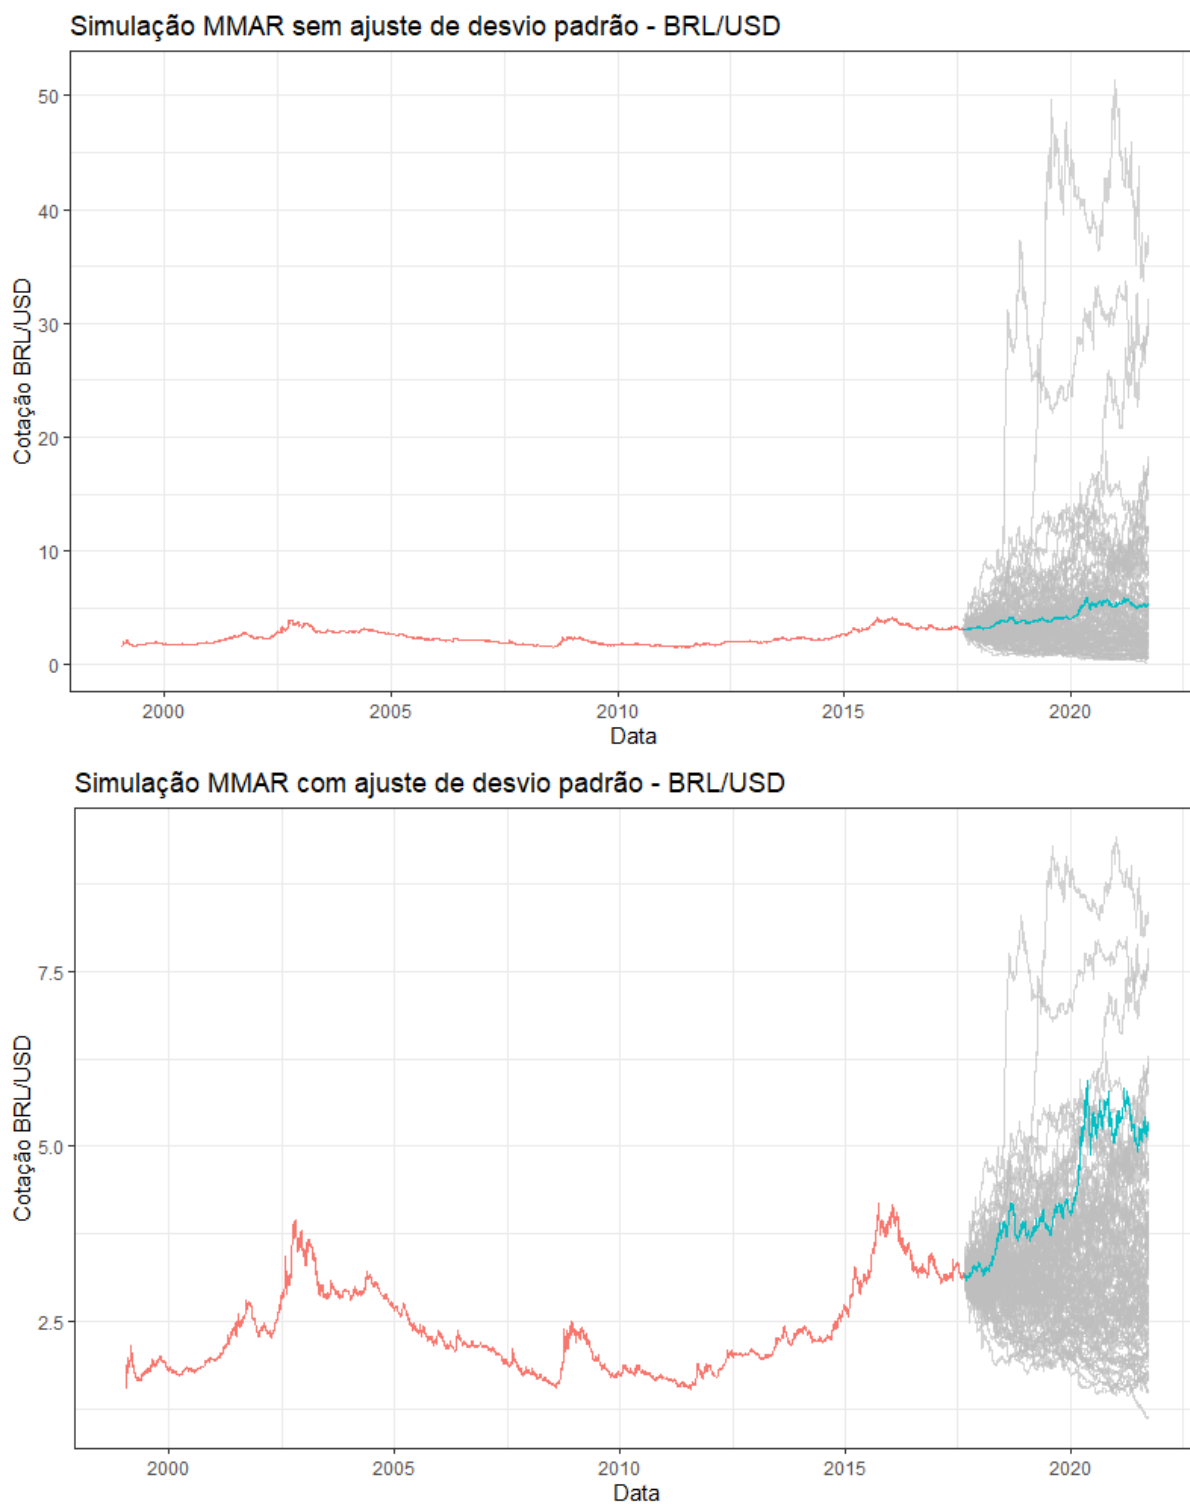 Simulação MMAR sem ajuste de desvio padrão - BRL/USD
50
40
30
20
10
0
Cotação BRL/USD
2000 2005 2010 2015 2020
Data
Simulação MMAR com ajuste de desvio padrão - BRL/USD
7.5
5.0
2.5
Cotação BRL/USD
2000 2005 2010 2015 2020
Data